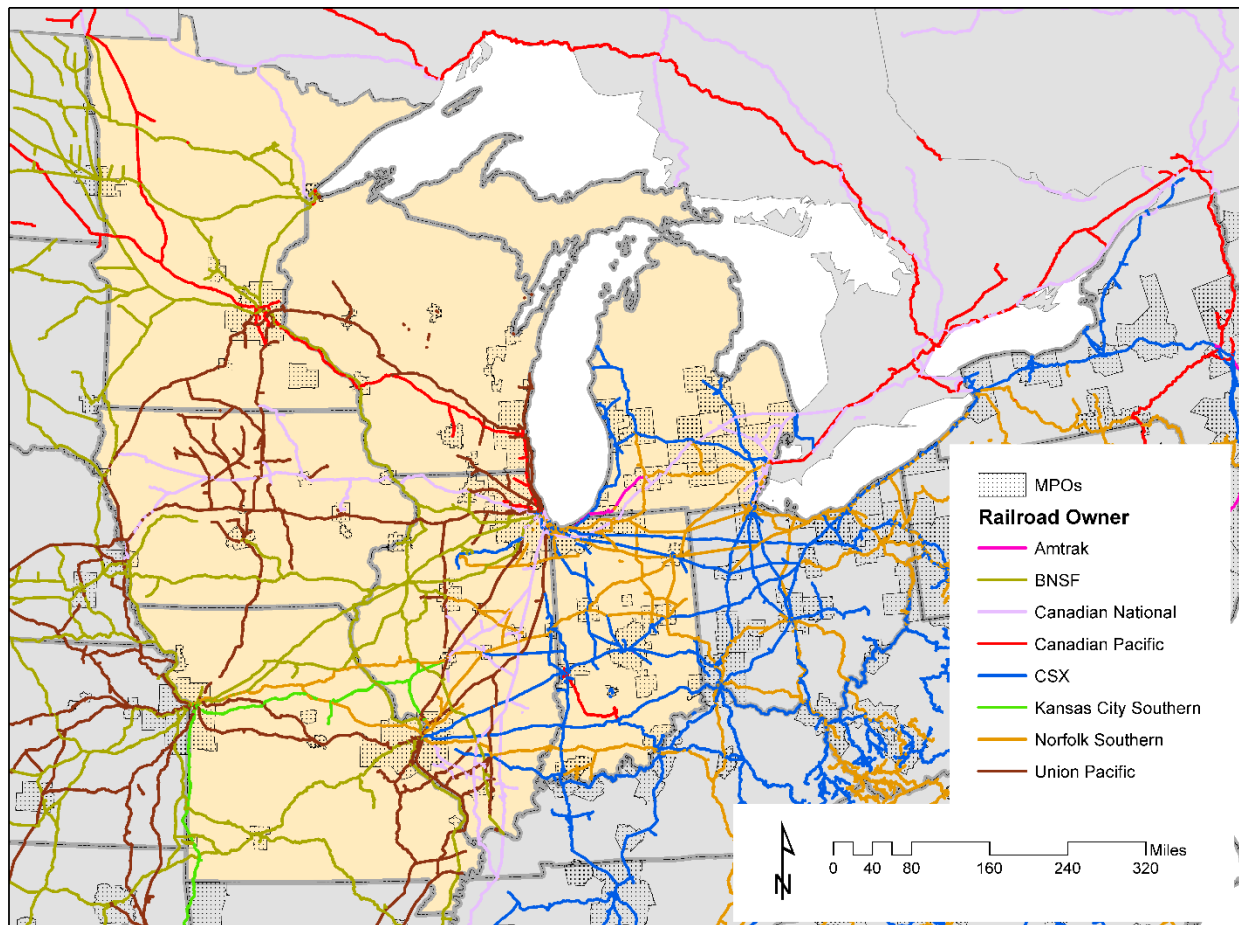 MPOs
Railroad Owner
Amtrak
BNSF
Canadian National
Canadian Pacific
CSX
Kansas City Southern
Norfolk Southern
Union Pacific
N
Miles
0 40 80 160 240 320